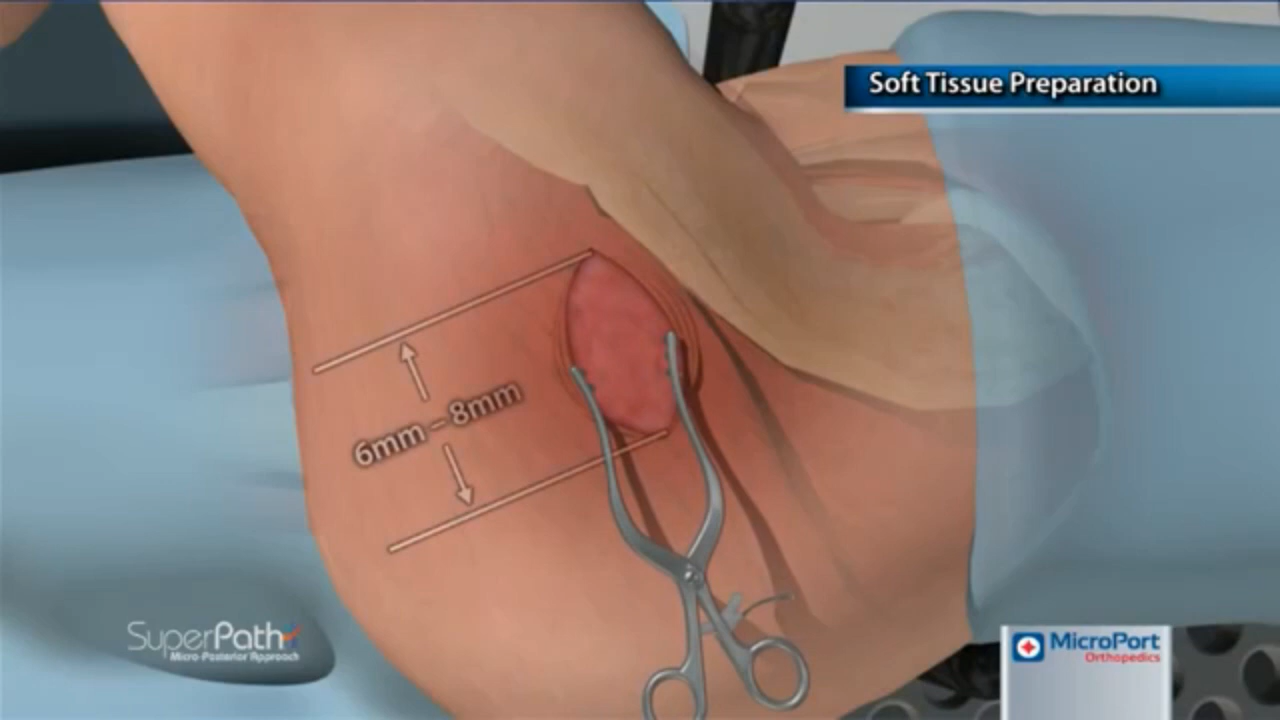 Soft Tissue Preparation
6mm – 8mm
SuperPath
Micro-Posterior Approach
MicroPort
Orthopedics